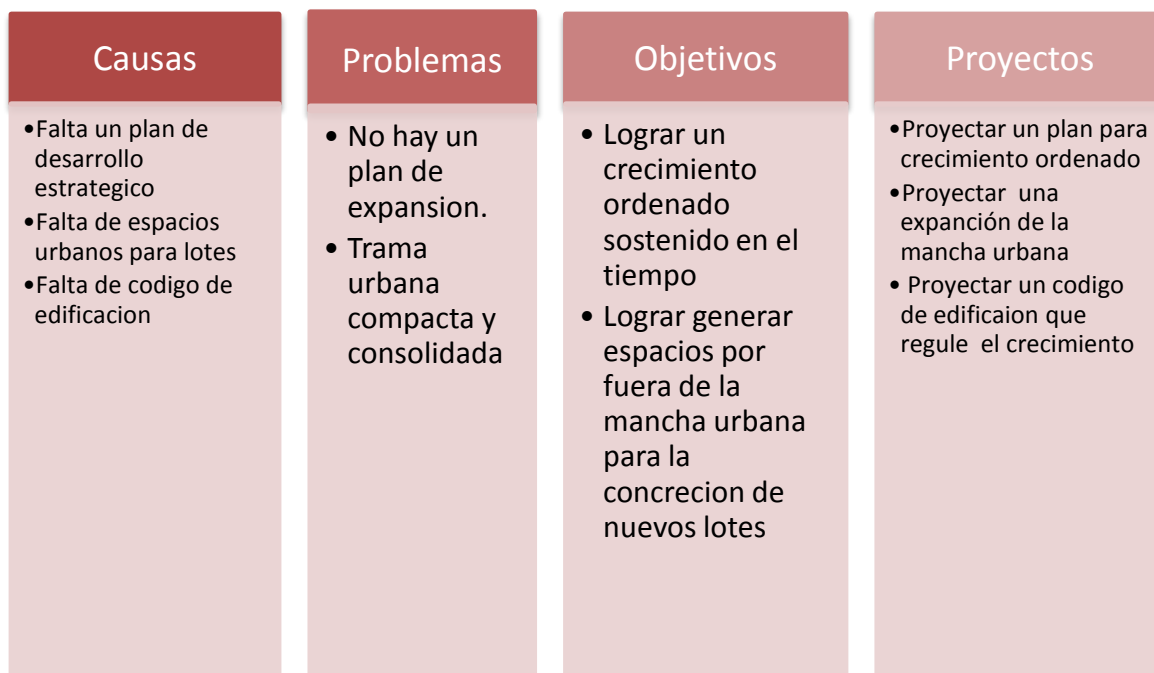 Causas
•Falta un plan de
desarrollo
estrategico
•Falta de espacios
urbanos para lotes
•Falta de codigo de
edificacion
Problemas
• No hay un
plan de
expansion.
• Trama
urbana
compacta y
consolidada
Objetivos
• Lograr un
crecimiento
ordenado
sostenido en el
tiempo
• Lograr generar
espacios por
fuera de la
mancha urbana
para la
concrecion de
nuevos lotes
Proyectos
•Proyectar un plan para
crecimiento ordenado
•Proyectar una
expanción de la
mancha urbana
• Proyectar un codigo
de edificaion que
regule el crecimiento